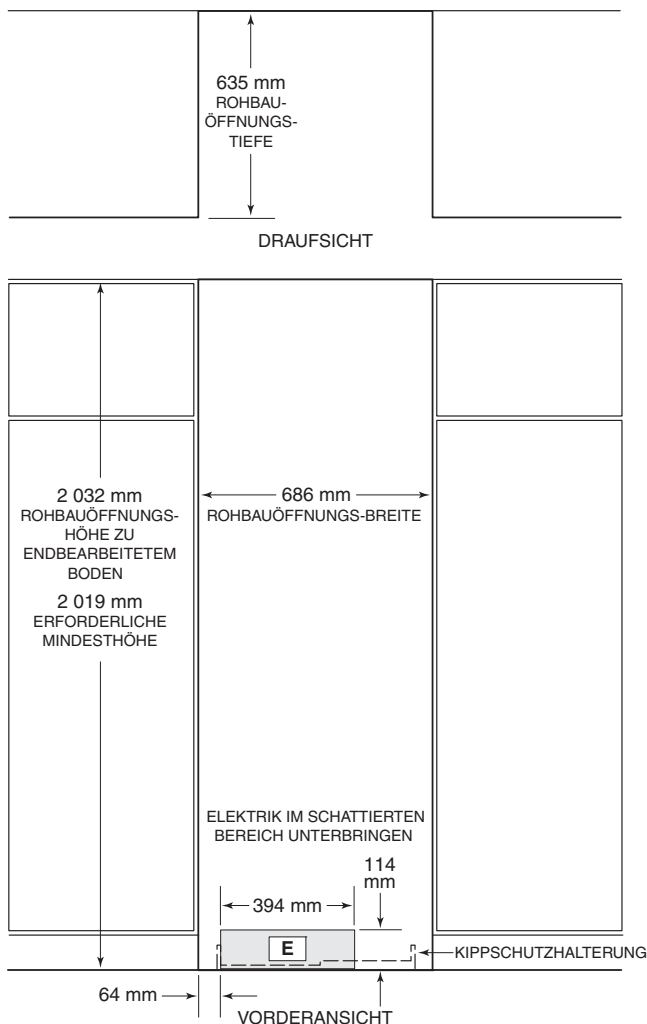 635 mm
ROHBAU-
ÖFFNUNGS-
TIEFE
DRAUFSICHT
2 032 mm
ROHBAUÖFFNUNGS-
HÖHE ZU
ENDBEARBEITETEM
BODEN
2 019 mm
ERFORDERLICHE
MINDESTHÖHE
686 mm
ROHBAUÖFFNUNGS-BREITE
ELEKTRIK IM SCHATTIERTEN
BEREICH UNTERBRINGEN
114
mm
394 mm
E
KIPPSCHUTZHALTERUNG
64 mm
VORDERANSICHT